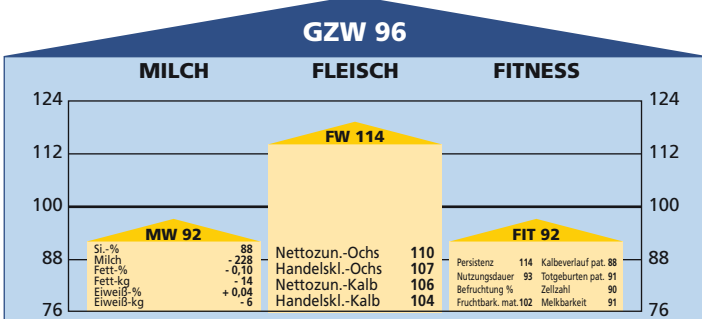 GZW 96
MILCH FLEISCH FITNESS
124 124
112 112
100 100
88 88
76 76
MW 92
Si.-% 88
Milch - 228
Fett-% - 0,10
Fett-kg - 14
Eiweiß-% + 0,04
Eiweiß-kg - 6
FW 114
Nettozun.-Ochs 110
Handelskl.-Ochs 107
Nettozun.-Kalb 106
Handelskl.-Kalb 104
FIT 92
Persistenz 114 Kalbeverlauf pat. 88
Nutzungsdauer 93 Totgeburten pat. 91
Befruchtung % Zellzahl 90
Fruchtbark. mat. 102 Melkbarkeit 91